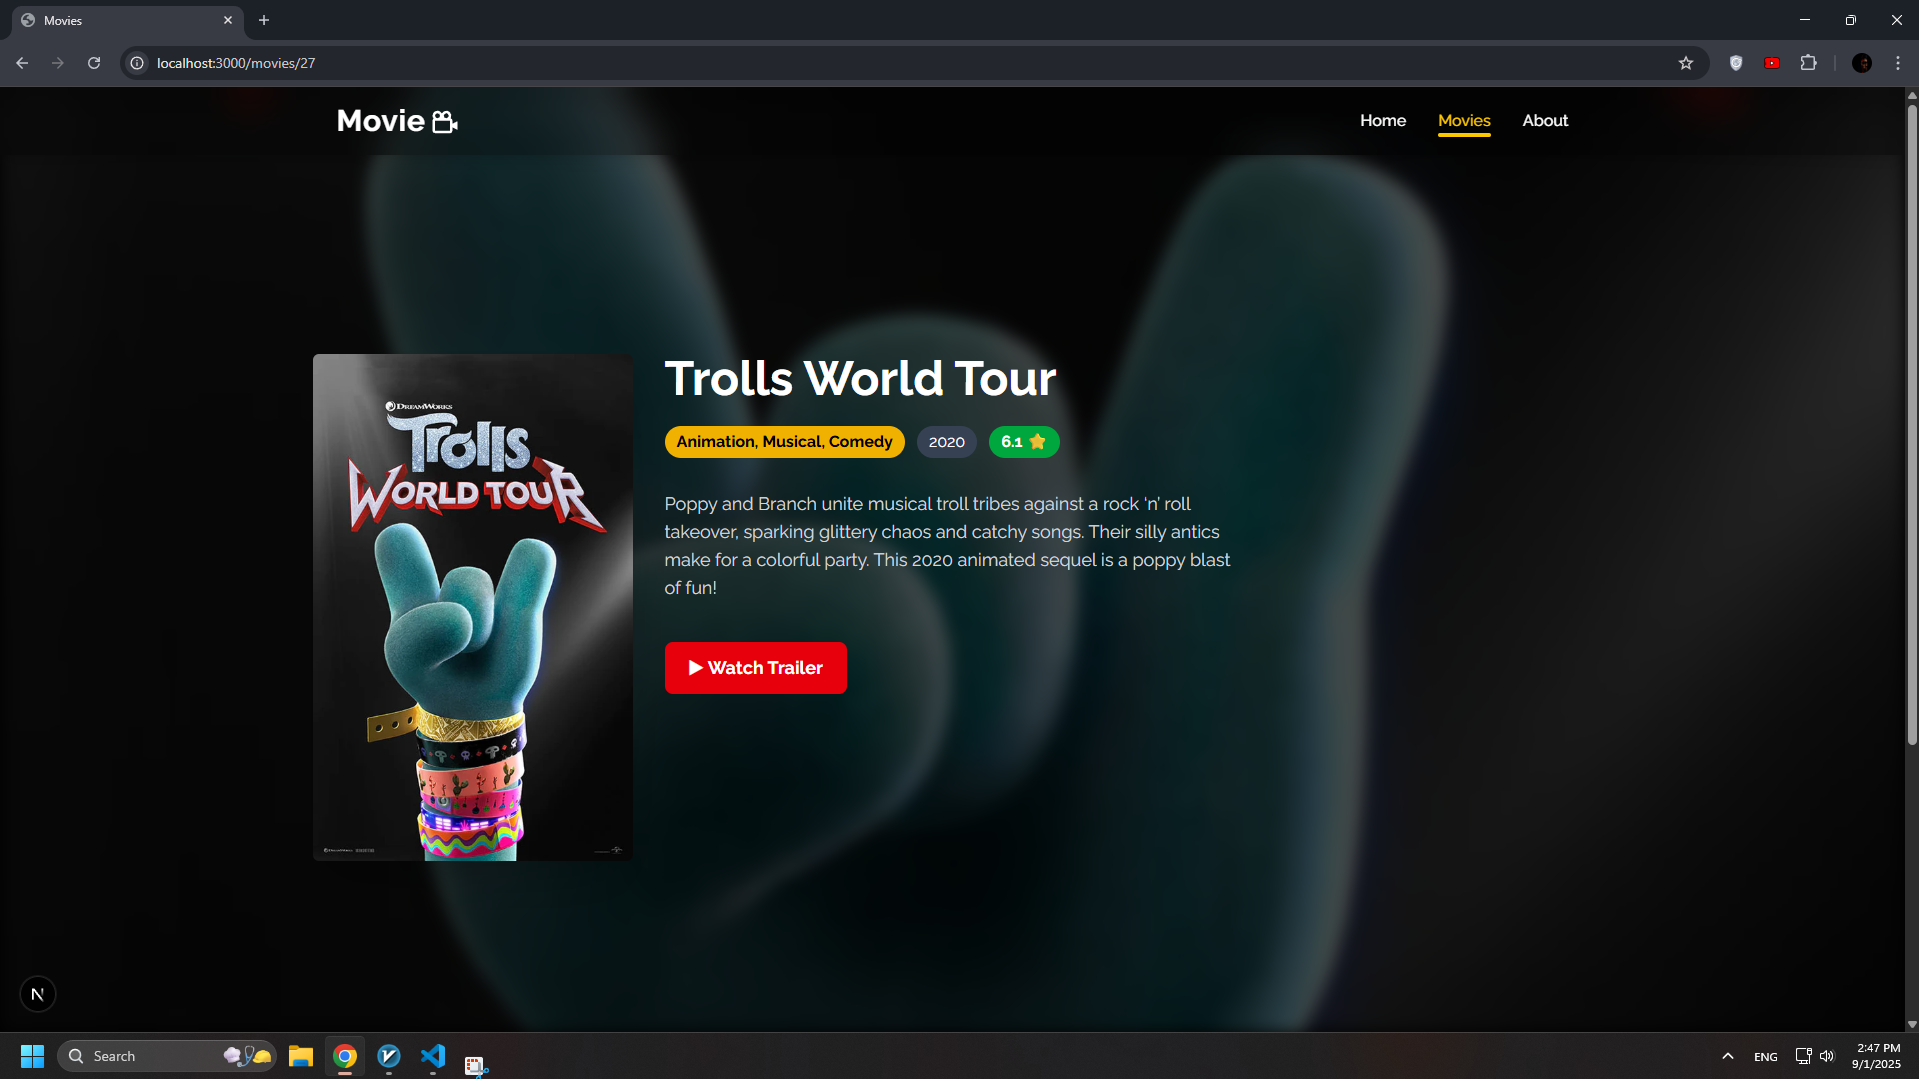 Movies
localhost:3000/movies/27
Movie
Home
Movies
About
DREAMWORKS
Trolls
WORLD TOUR
Trolls World Tour
Animation, Musical, Comedy
2020
6.1
Poppy and Branch unite musical troll tribes against a rock ‘n’ roll
takeover, sparking glittery chaos and catchy songs. Their silly antics
make for a colorful party. This 2020 animated sequel is a poppy blast
of fun!
Watch Trailer
N
Search
ENG
2:47 PM
9/1/2025